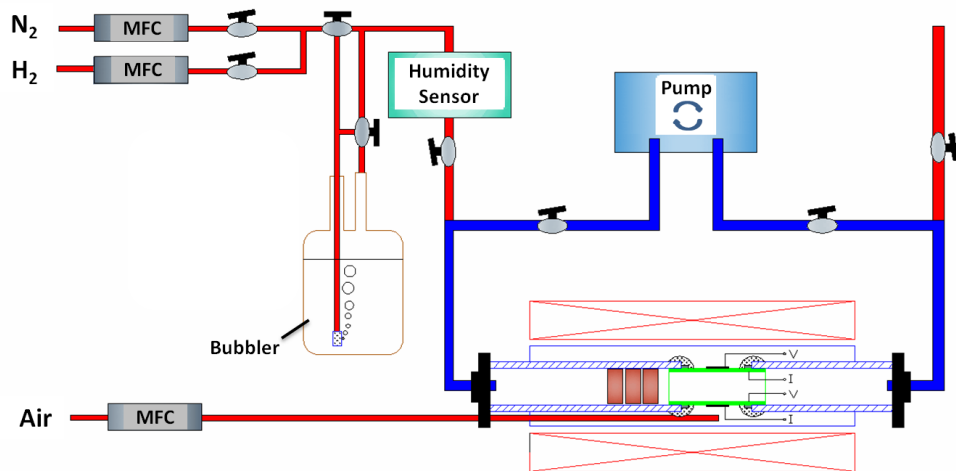 N₂
MFC
H₂
MFC
Humidity
Sensor
Pump
Bubbler
V
I
V
I
Air
MFC